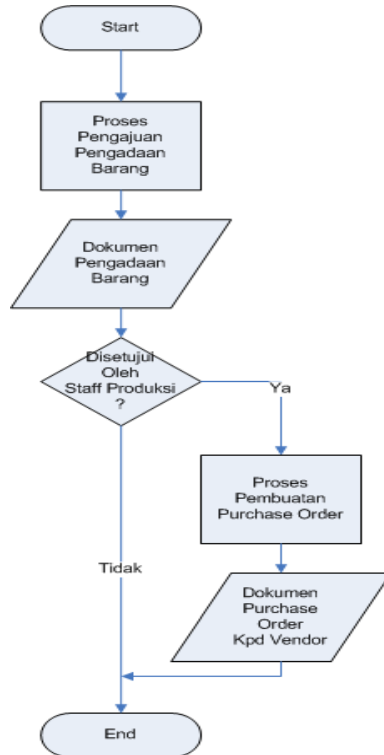 Start
Proses
Pengajuan
Pengadaan
Barang
Dokumen
Pengadaan
Barang
Disetujui
Oleh
Staff Produksi
?
Ya
Proses
Pembuatan
Purchase Order
Tidak
Dokumen
Purchase
Order
Kpd Vendor
End